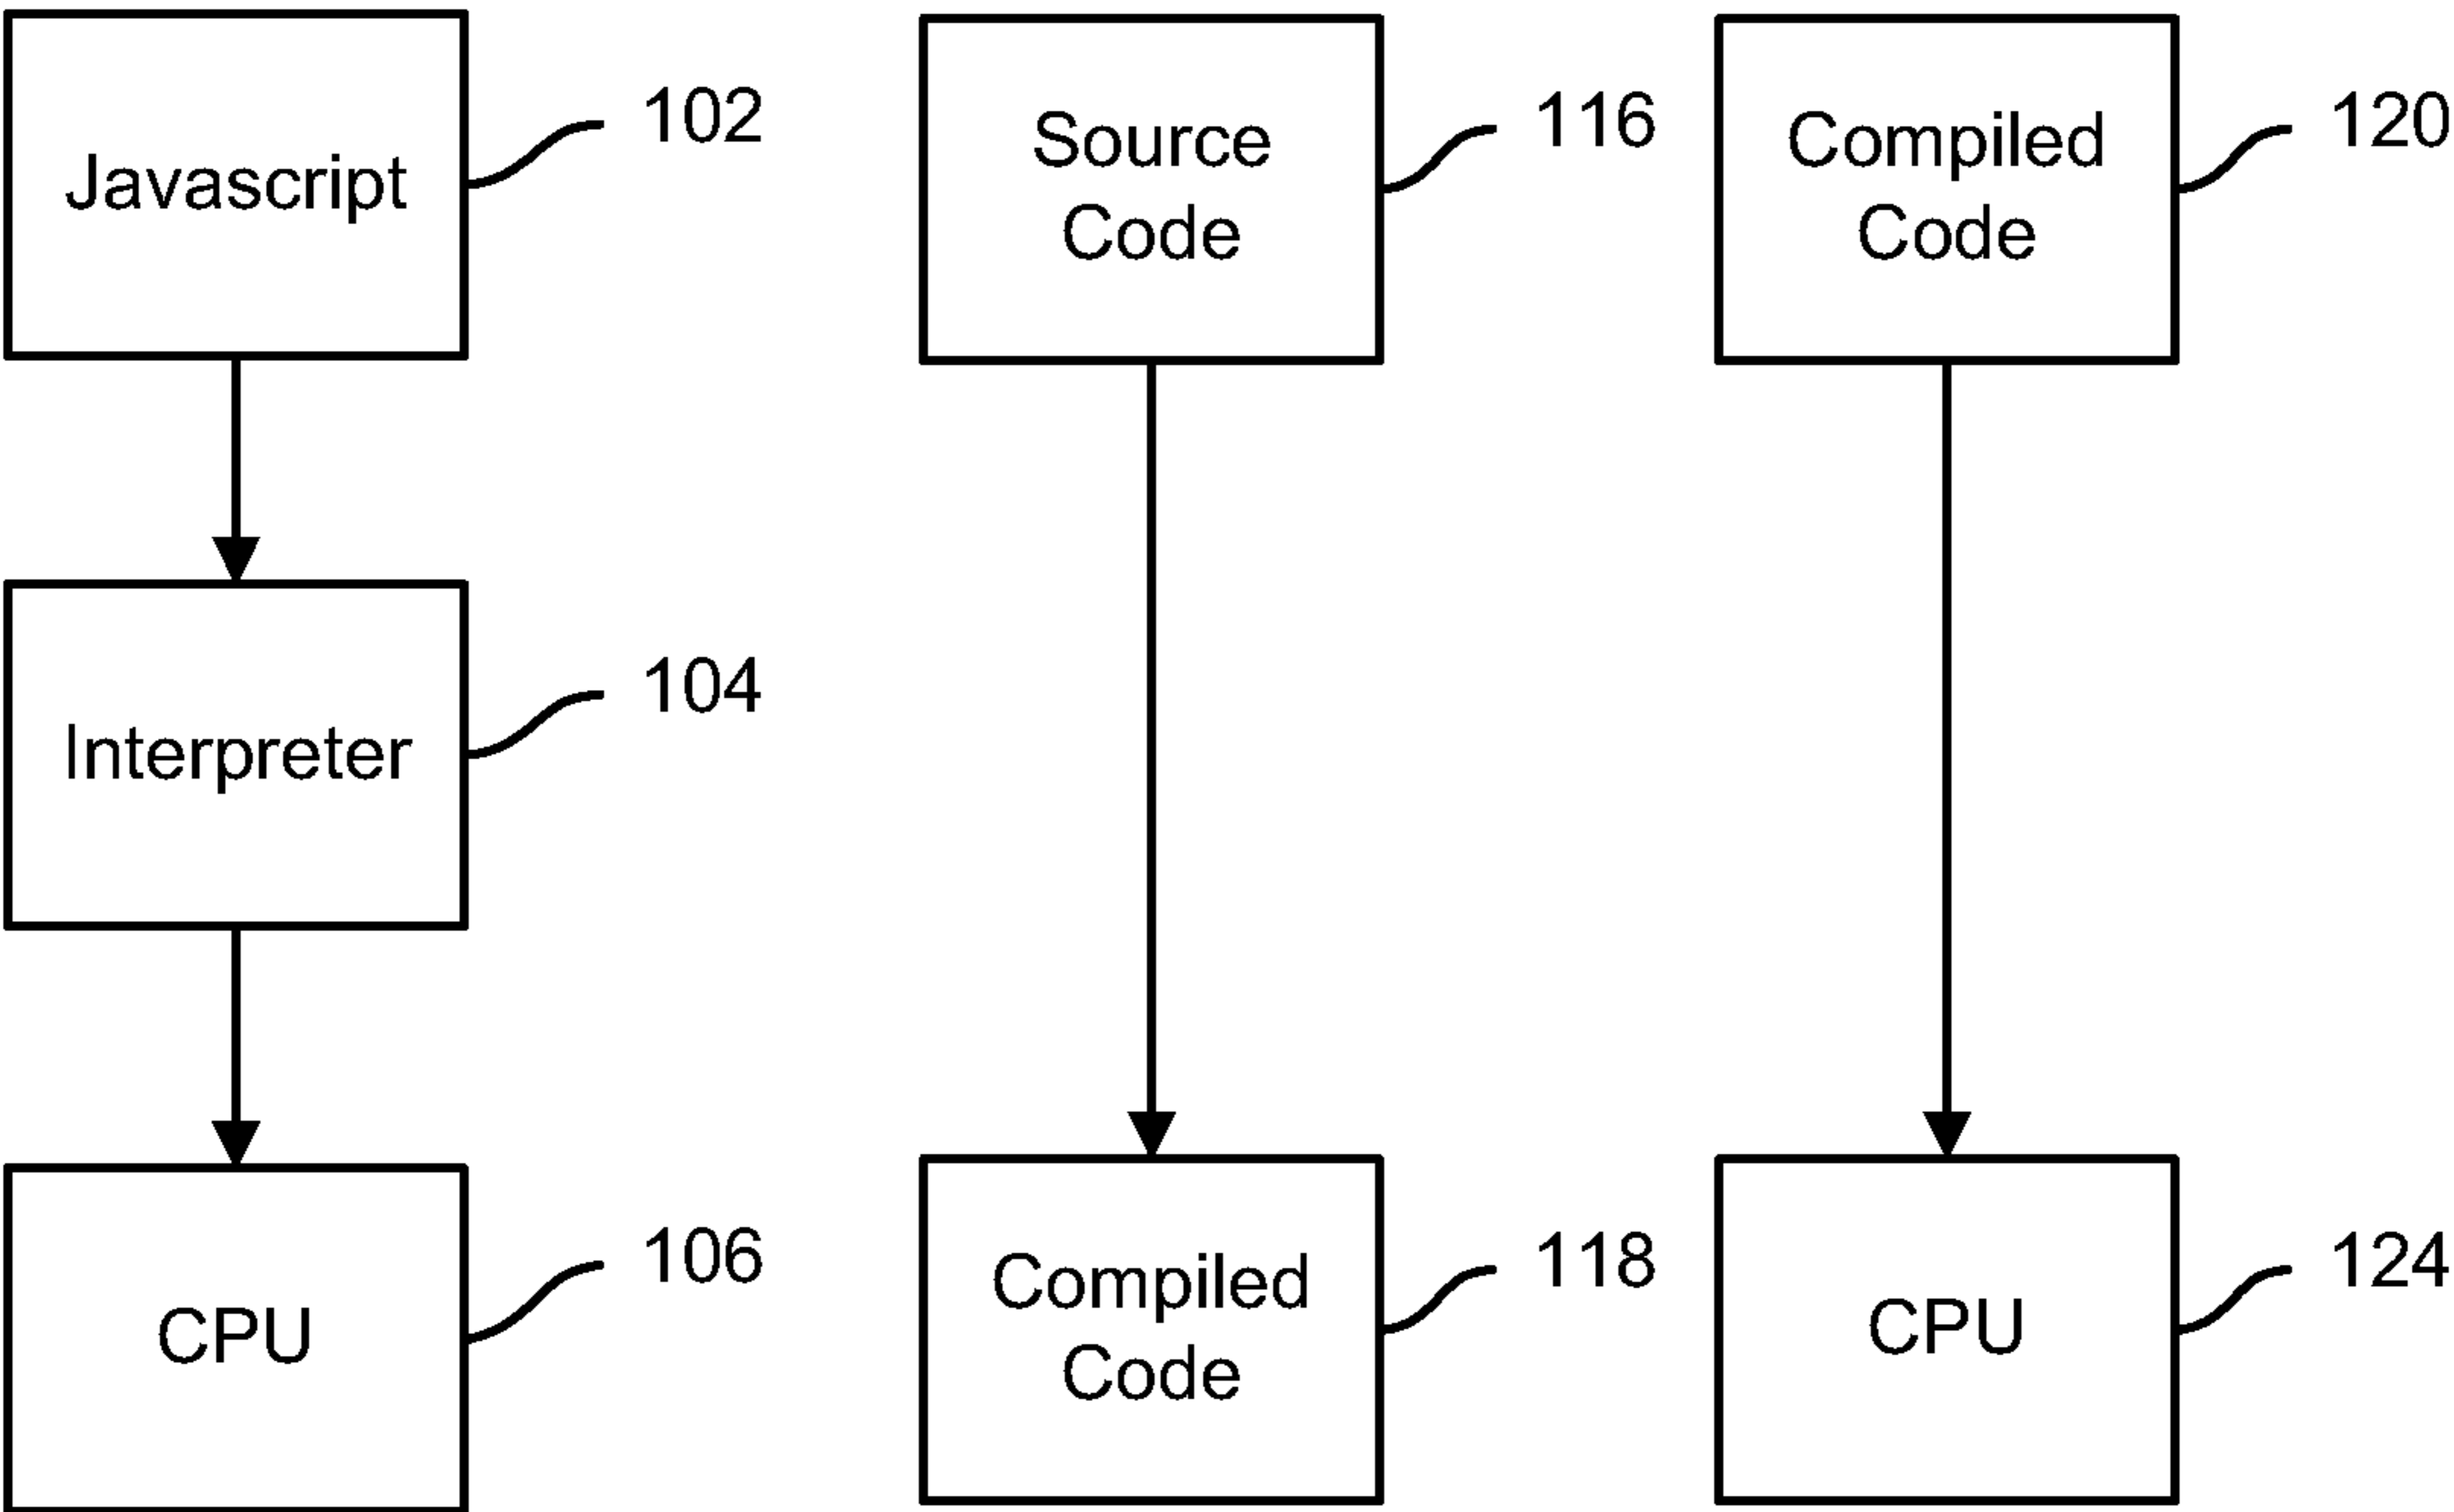 Javascript
102
Interpreter
104
CPU
106
Source
Code
116
Compiled
Code
118
Compiled
Code
120
CPU
124